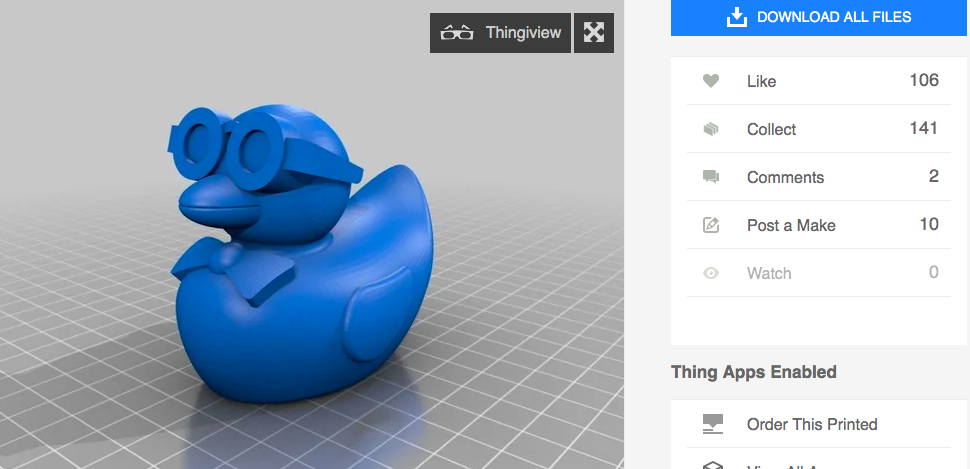 Thingiview
DOWNLOAD ALL FILES
Like 106
Collect 141
Comments 2
Post a Make 10
Watch 0
Thing Apps Enabled
Order This Printed